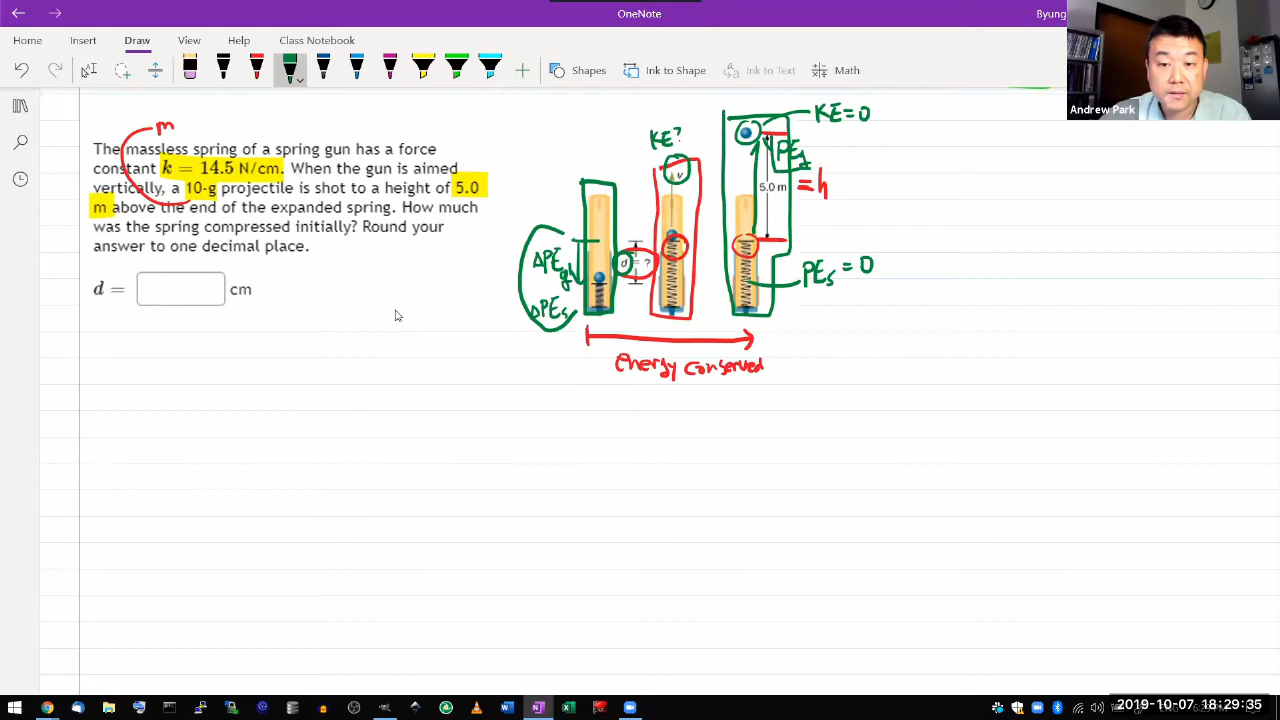 OneNote
Byung
Home Insert Draw View Help Class Notebook
Shapes Ink to Shape Ink to Text Math
Andrew Park
m
The massless spring of a spring gun has a force
constant k = 14.5 N/cm. When the gun is aimed
vertically, a 10-g projectile is shot to a height of 5.0
m above the end of the expanded spring. How much
was the spring compressed initially? Round your
answer to one decimal place.
d = cm
KE?
KE=0
v
PEg
5.0 m = h
ΔPEg
d = ?
ΔPEs
PEs = 0
Energy conserved
2019-10-07 18:29:35